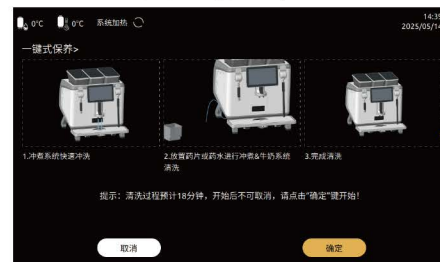 0°C 0°C 系统加热 14:39
2025/05/14
一键式保养>
1.冲煮系统快速冲洗
2.放置药片或药水进行冲煮&牛奶系统
清洗
3.完成清洗
提示：清洗过程预计18分钟，开始后不可取消，请点击“确定”键开始！
取消 确定